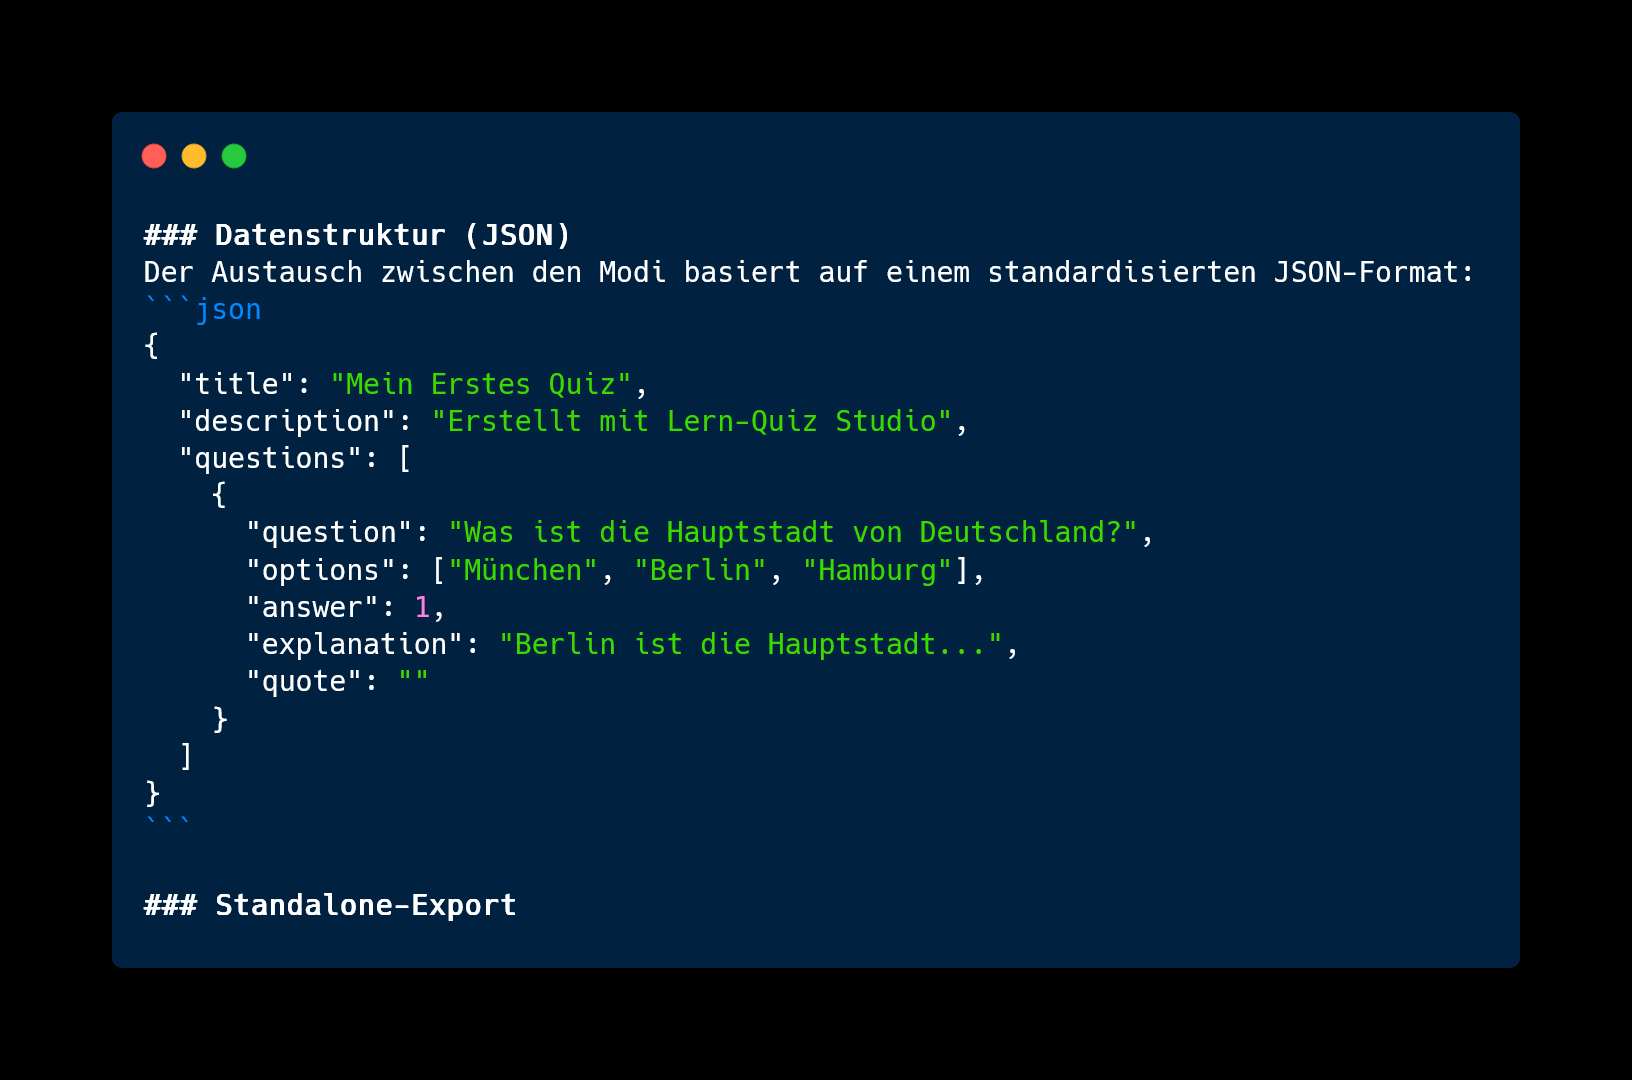 ### Datenstruktur (JSON)
Der Austausch zwischen den Modi basiert auf einem standardisierten JSON-Format:
```json
{
  "title": "Mein Erstes Quiz",
  "description": "Erstellt mit Lern-Quiz Studio",
  "questions": [
    {
      "question": "Was ist die Hauptstadt von Deutschland?",
      "options": ["München", "Berlin", "Hamburg"],
      "answer": 1,
      "explanation": "Berlin ist die Hauptstadt...",
      "quote": ""
    }
  ]
}
```
### Standalone-Export